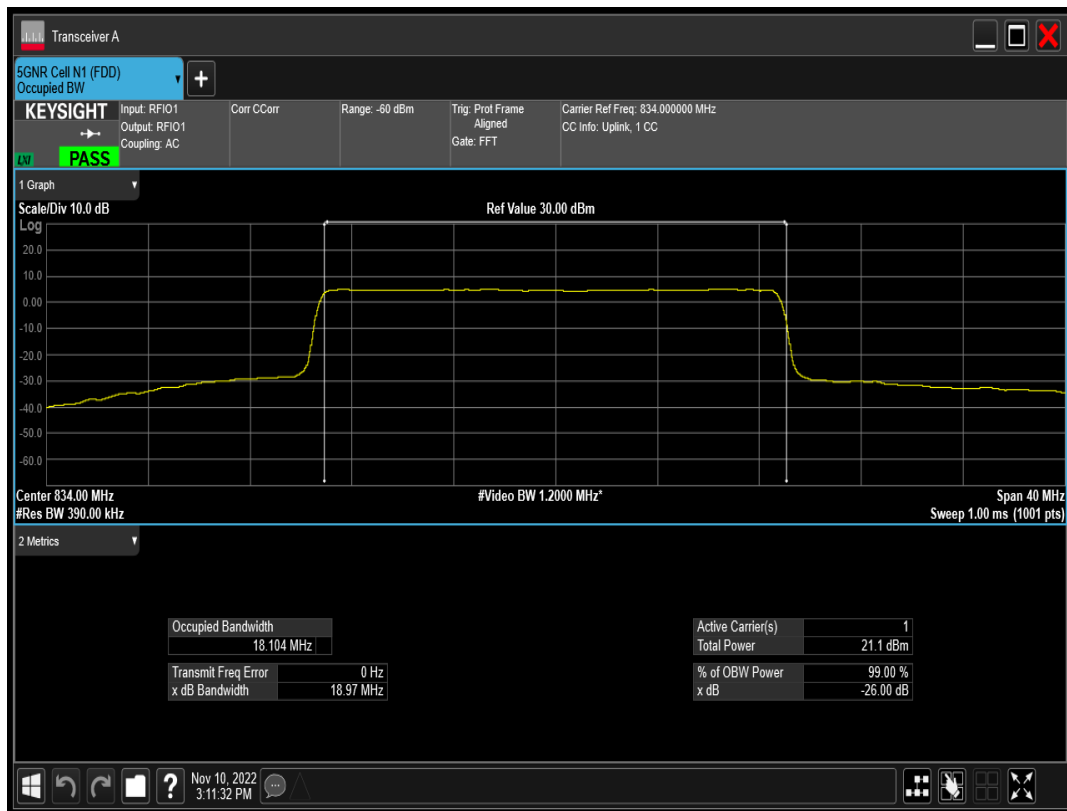 Transceiver A
5GNR Cell N1 (FDD)
Occupied BW
+
KEYSIGHT
LXI
PASS
Input: RFIO1
Output: RFIO1
Coupling: AC
Corr CCorr
Range: -60 dBm
Trig: Prot Frame
Aligned
Gate: FFT
Carrier Ref Freq: 834.000000 MHz
CC Info: Uplink, 1 CC
1 Graph
Scale/Div 10.0 dB
Ref Value 30.00 dBm
Log
20.0
10.0
0.00
-10.0
-20.0
-30.0
-40.0
-50.0
-60.0
Center 834.00 MHz
#Video BW 1.2000 MHz*
Span 40 MHz
#Res BW 390.00 kHz
Sweep 1.00 ms (1001 pts)
2 Metrics
Occupied Bandwidth
18.104 MHz
Transmit Freq Error 0 Hz
x dB Bandwidth 18.97 MHz
Active Carrier(s) 1
Total Power 21.1 dBm
% of OBW Power 99.00 %
x dB -26.00 dB
?
Nov 10, 2022
3:11:32 PM